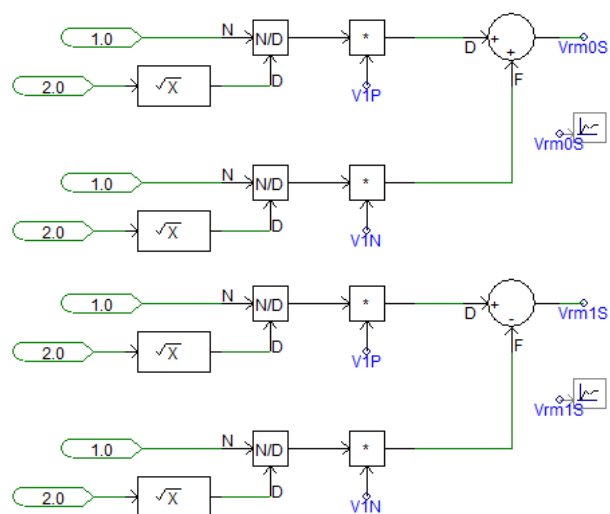 1.0
N
N/D
*
D
+
+
Vrm0S
2.0
√X
D
V1P
F
Vrm0S
1.0
N
N/D
*
2.0
√X
D
V1N
1.0
N
N/D
*
D
+
-
Vrm1S
2.0
√X
D
V1P
F
Vrm1S
1.0
N
N/D
*
2.0
√X
D
V1N